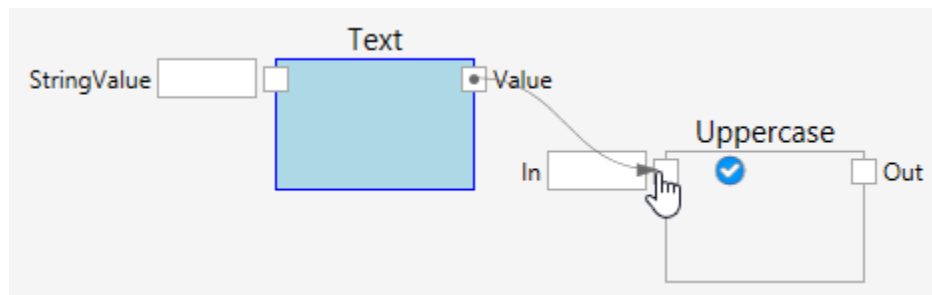 Text
StringValue
Value
Uppercase
In
Out